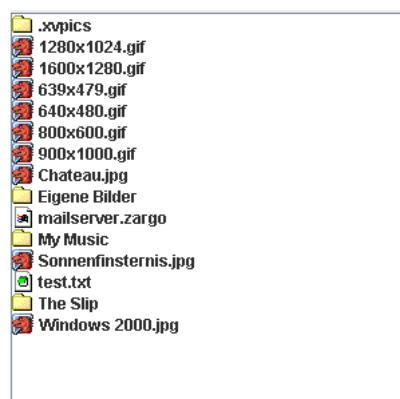 .xvpics
1280x1024.gif
1600x1280.gif
639x479.gif
640x480.gif
800x600.gif
900x1000.gif
Chateau.jpg
Eigene Bilder
mailserver.zargo
My Music
Sonnenfinsternis.jpg
test.txt
The Slip
Windows 2000.jpg